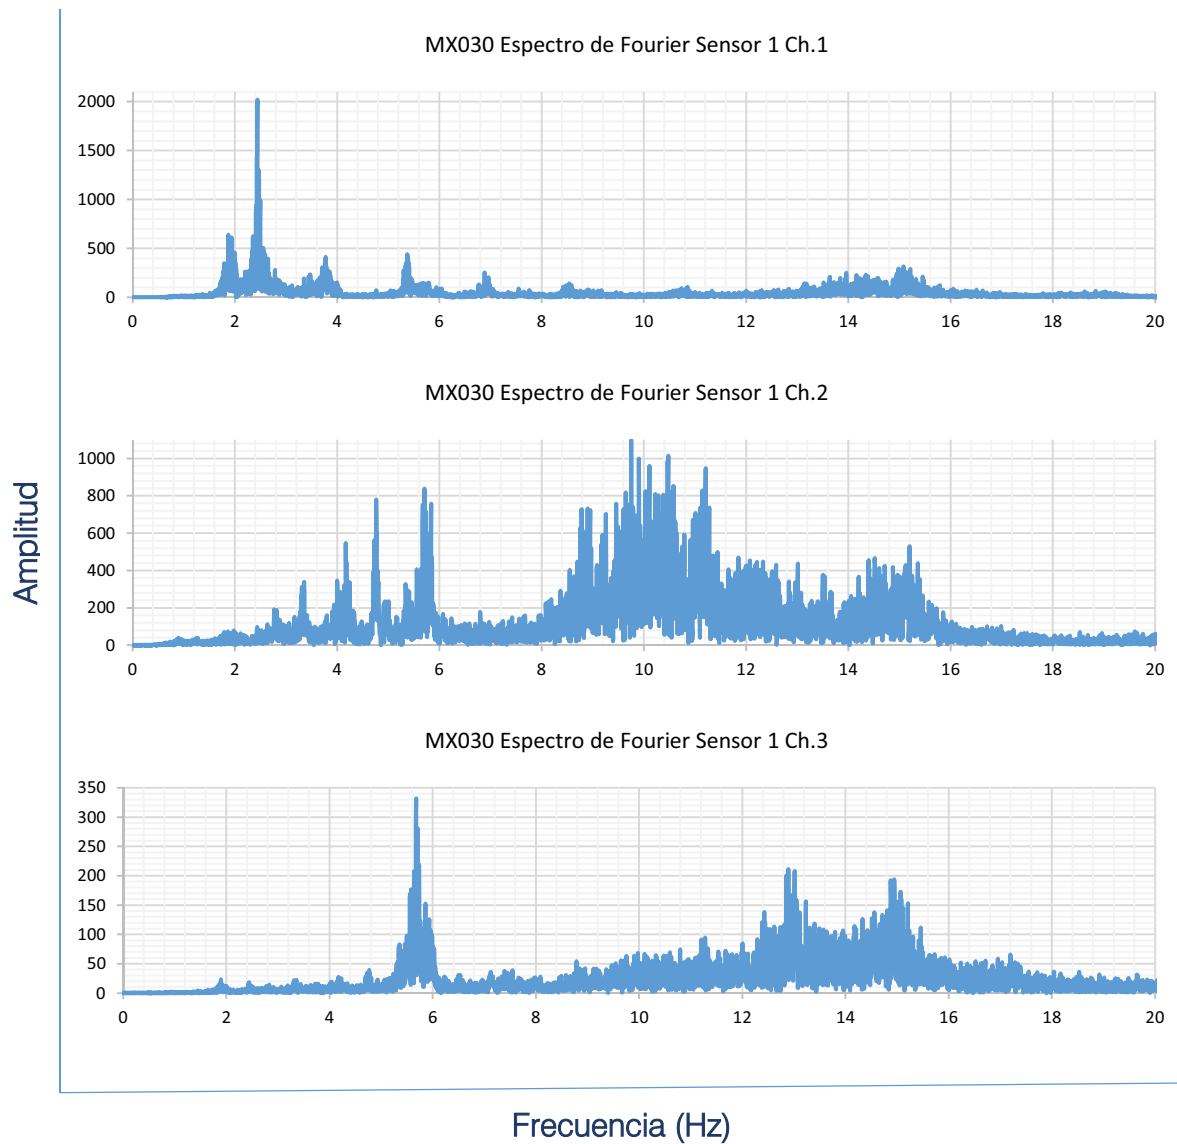 MX030 Espectro de Fourier Sensor 1 Ch.1
2000
1500
1000
500
0
0 2 4 6 8 10 12 14 16 18 20
MX030 Espectro de Fourier Sensor 1 Ch.2
1000
800
600
400
200
0
0 2 4 6 8 10 12 14 16 18 20
Amplitud
MX030 Espectro de Fourier Sensor 1 Ch.3
350
300
250
200
150
100
50
0
0 2 4 6 8 10 12 14 16 18 20
Frecuencia (Hz)